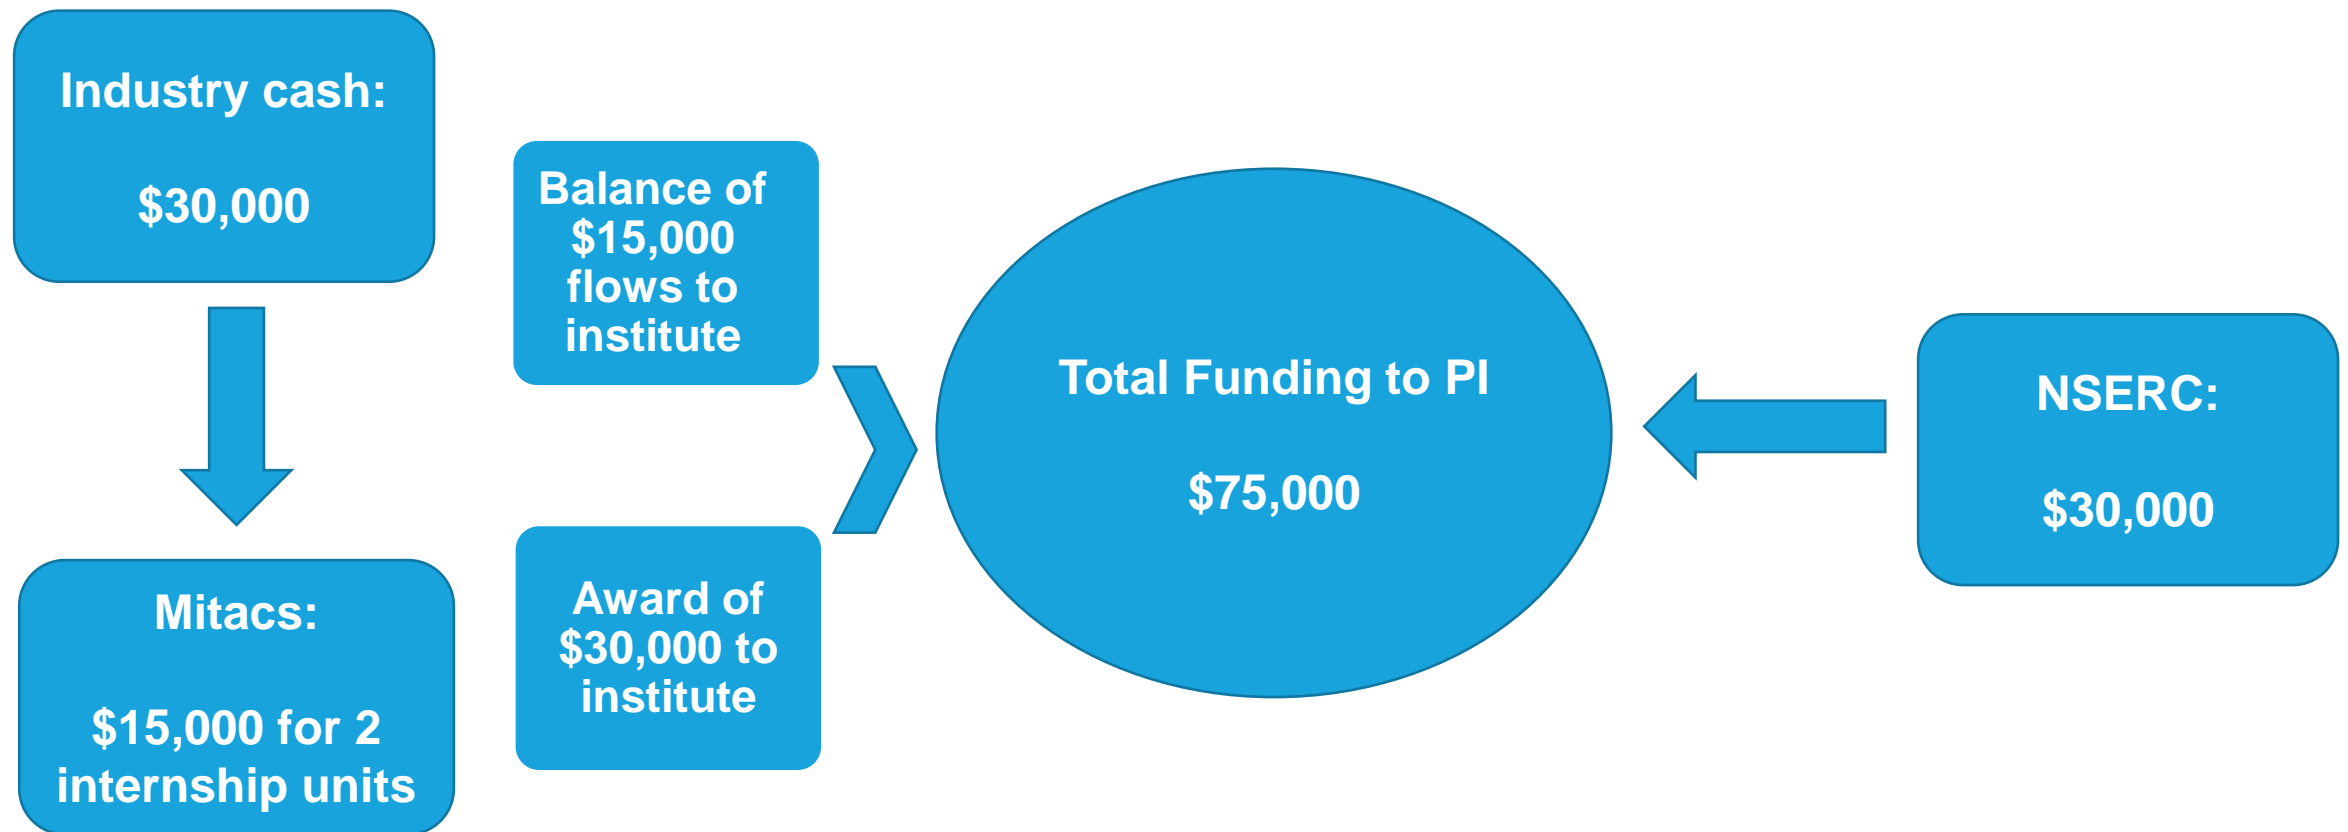 Industry cash:
$30,000
Mitacs:
$15,000 for 2
internship units
Balance of
$15,000
flows to
institute
Award of
$30,000 to
institute
Total Funding to PI
$75,000
NSERC:
$30,000